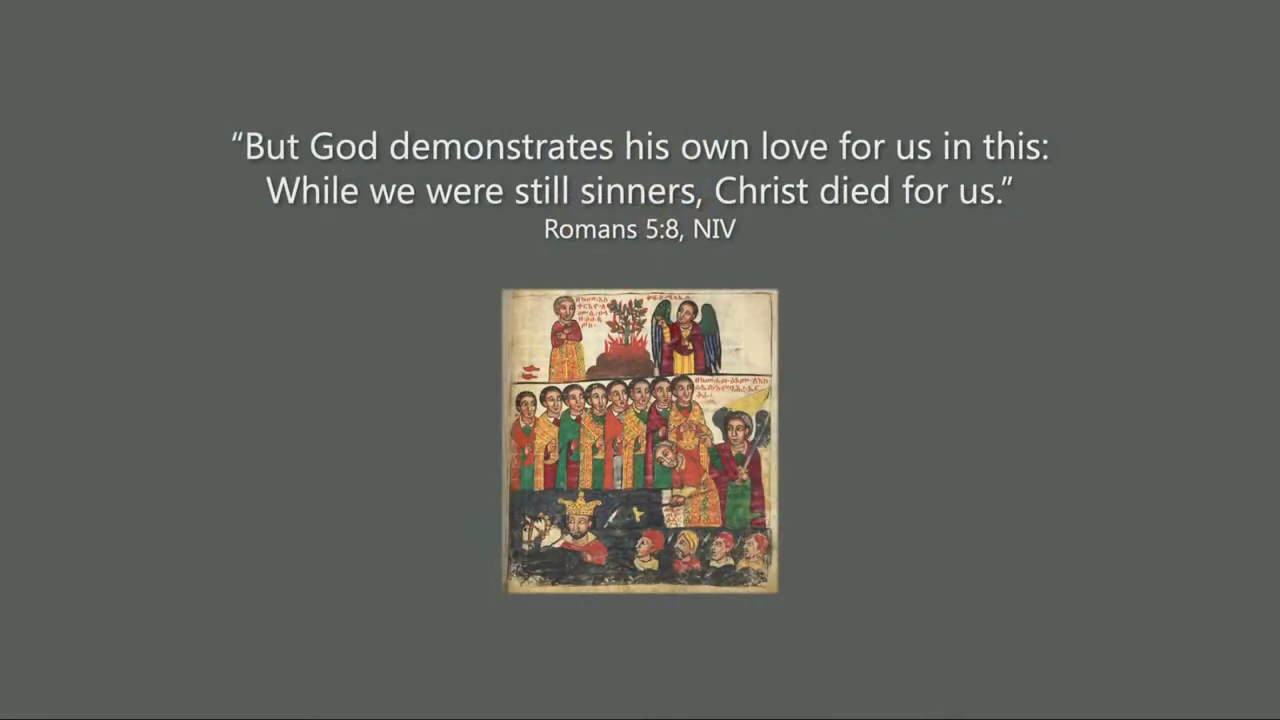 “But God demonstrates his own love for us in this:
While we were still sinners, Christ died for us.”
Romans 5:8, NIV